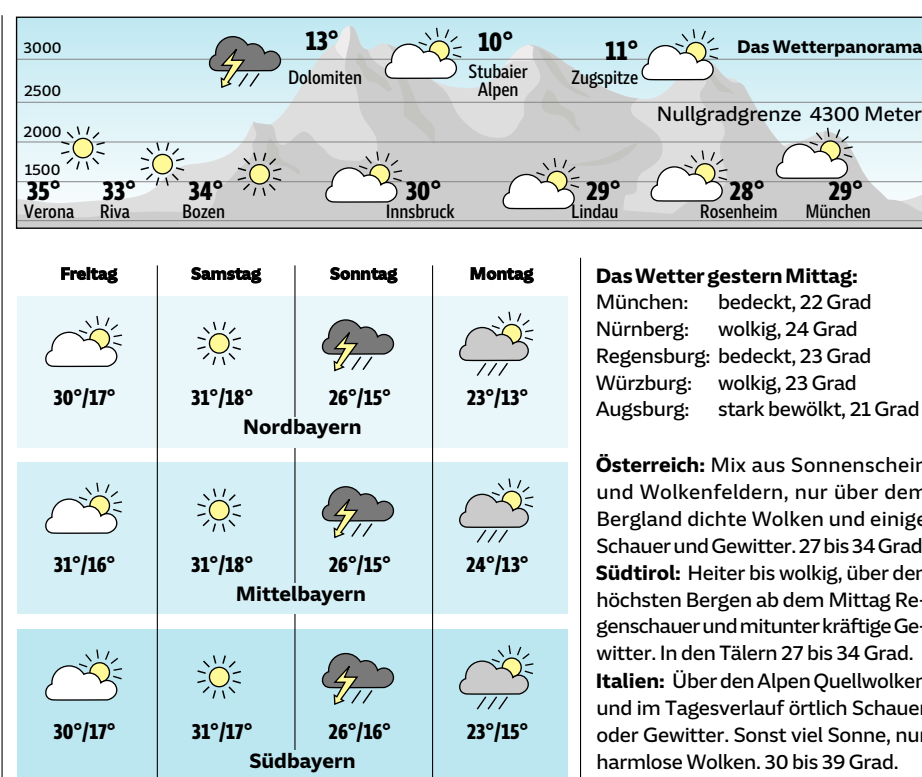 3000
13°
10°
11°
Das Wetterpanorama
Dolomiten
Stubaier
Alpen
Zugspitze
2500
Nullgradgrenze 4300 Meter
2000
1500
35°
33°
34°
30°
29°
28°
29°
Verona
Riva
Bozen
Innsbruck
Lindau
Rosenheim
München
Freitag
Samstag
Sonntag
Montag
30°/17°
31°/18°
26°/15°
23°/13°
Nordbayern
31°/16°
31°/18°
26°/15°
24°/13°
Mittelbayern
30°/17°
31°/17°
26°/16°
23°/15°
Südbayern
Das Wetter gestern Mittag:
München: bedeckt, 22 Grad
Nürnberg: wolkig, 24 Grad
Regensburg: bedeckt, 23 Grad
Würzburg: wolkig, 23 Grad
Augsburg: stark bewölkt, 21 Grad
Österreich: Mix aus Sonnenschein
und Wolkenfeldern, nur über dem
Bergland dichte Wolken und einige
Schauer und Gewitter. 27 bis 34 Grad
Südtirol: Heiter bis wolkig, über den
höchsten Bergen ab dem Mittag Re-
genschauer und mitunter kräftige Ge-
witter. In den Tälern 27 bis 34 Grad.
Italien: Über den Alpen Quellwolken
und im Tagesverlauf örtlich Schauer
oder Gewitter. Sonst viel Sonne, nur
harmlose Wolken. 30 bis 39 Grad.